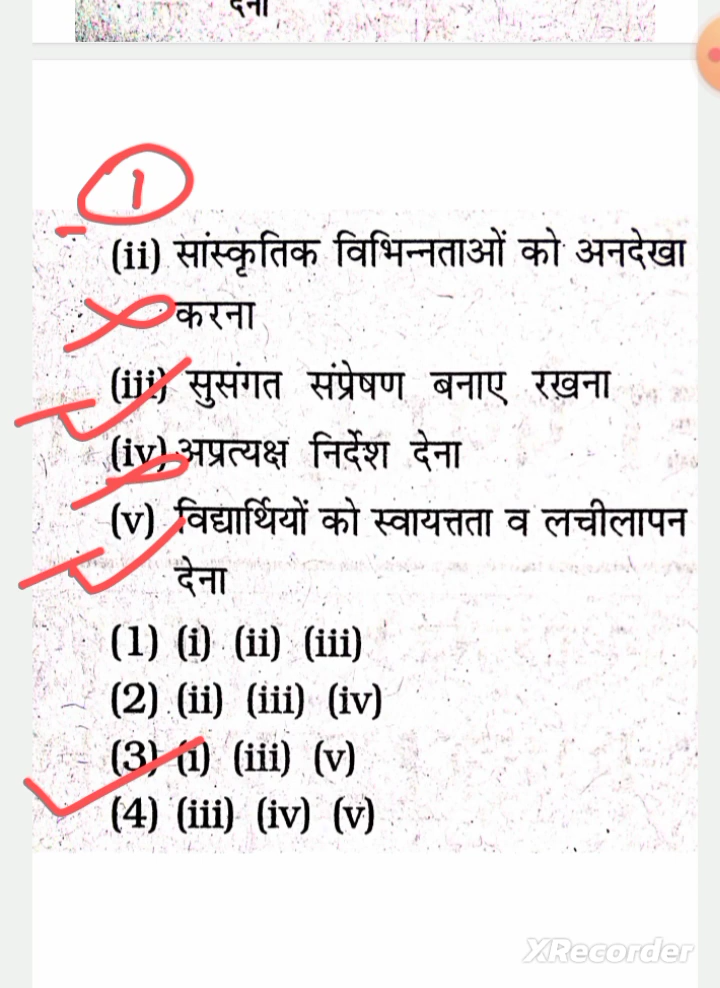 देना
1
(ii) सांस्कृतिक विभिन्नताओं को अनदेखा
करना
(iii) सुसंगत संप्रेषण बनाए रखना
(iv) अप्रत्यक्ष निर्देश देना
(v) विद्यार्थियों को स्वायत्तता व लचीलापन
देना
(1) (i) (ii) (iii)
(2) (ii) (iii) (iv)
(3) (i) (iii) (v)
(4) (iii) (iv) (v)
XRecorder